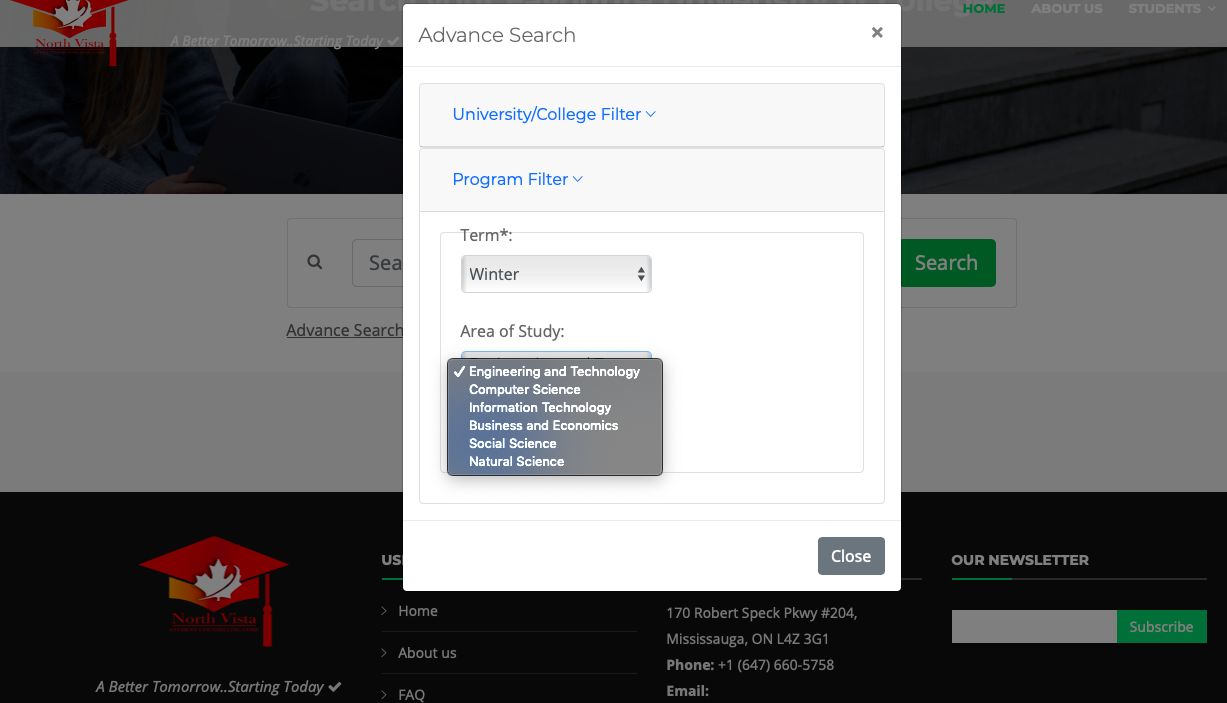 Search
HOME
ABOUT US
STUDENTS
North Vista
A Better Tomorrow..Starting Today
Advance Search
×
University/College Filter
Program Filter
Term*:
Winter
Sea
Search
Advance Search
Area of Study:
Engineering and Technology
Computer Science
Information Technology
Business and Economics
Social Science
Natural Science
Close
North Vista
A Better Tomorrow..Starting Today
Home
About us
FAQ
170 Robert Speck Pkwy #204,
Mississauga, ON L4Z 3G1
Phone: +1 (647) 660-5758
Email:
OUR NEWSLETTER
Subscribe